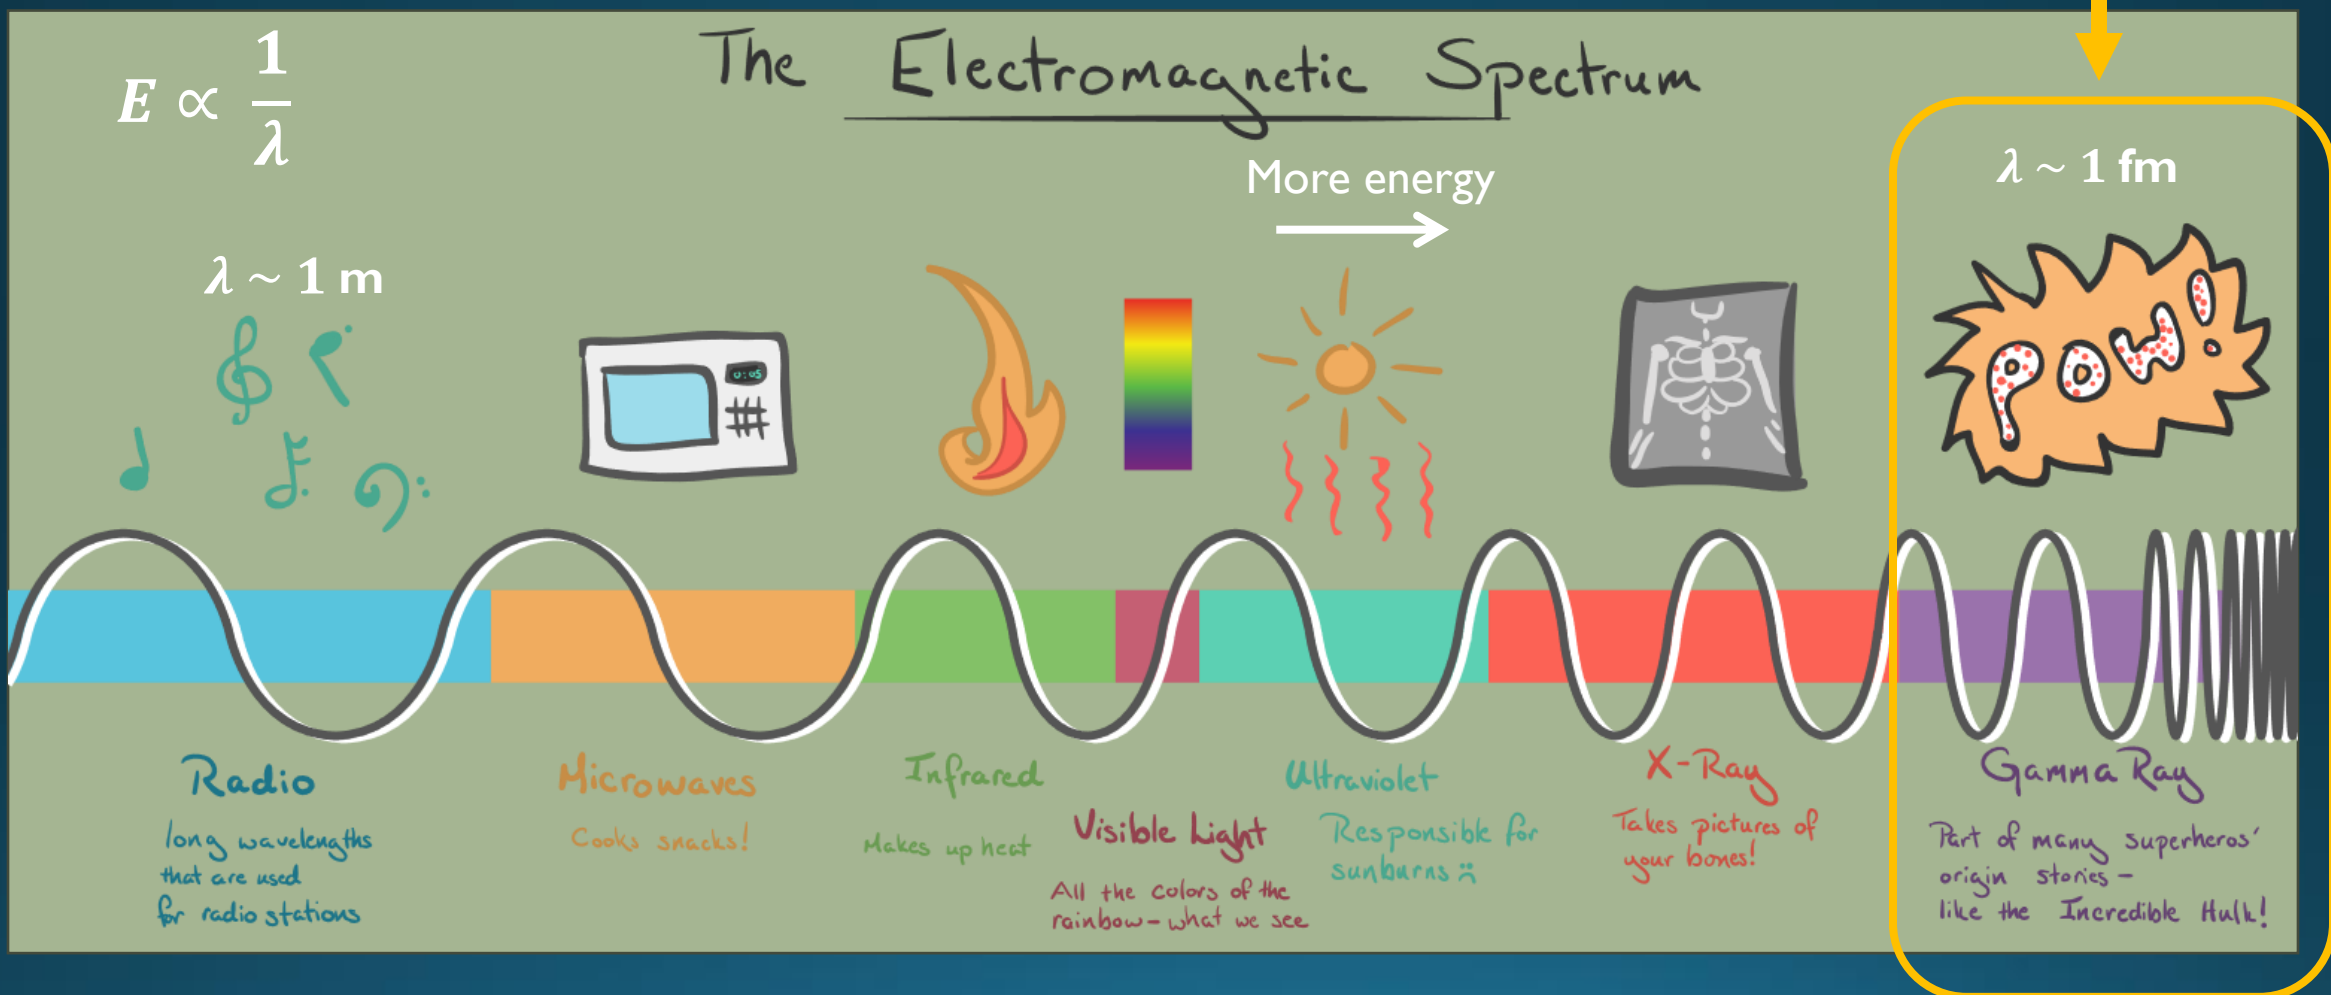 The Electromagnetic Spectrum
E ∝ 1/λ
More energy
λ ~ 1 fm
λ ~ 1 m
0:05
POW!
Radio
long wavelengths
that are used
for radio stations
Microwaves
Cooks snacks!
Infrared
Makes up heat
Visible Light
All the colors of the
rainbow - what we see
Ultraviolet
Responsible for
sunburns :(
X-Ray
Takes pictures of
your bones!
Gamma Ray
Part of many superheros'
origin stories -
like the Incredible Hulk!